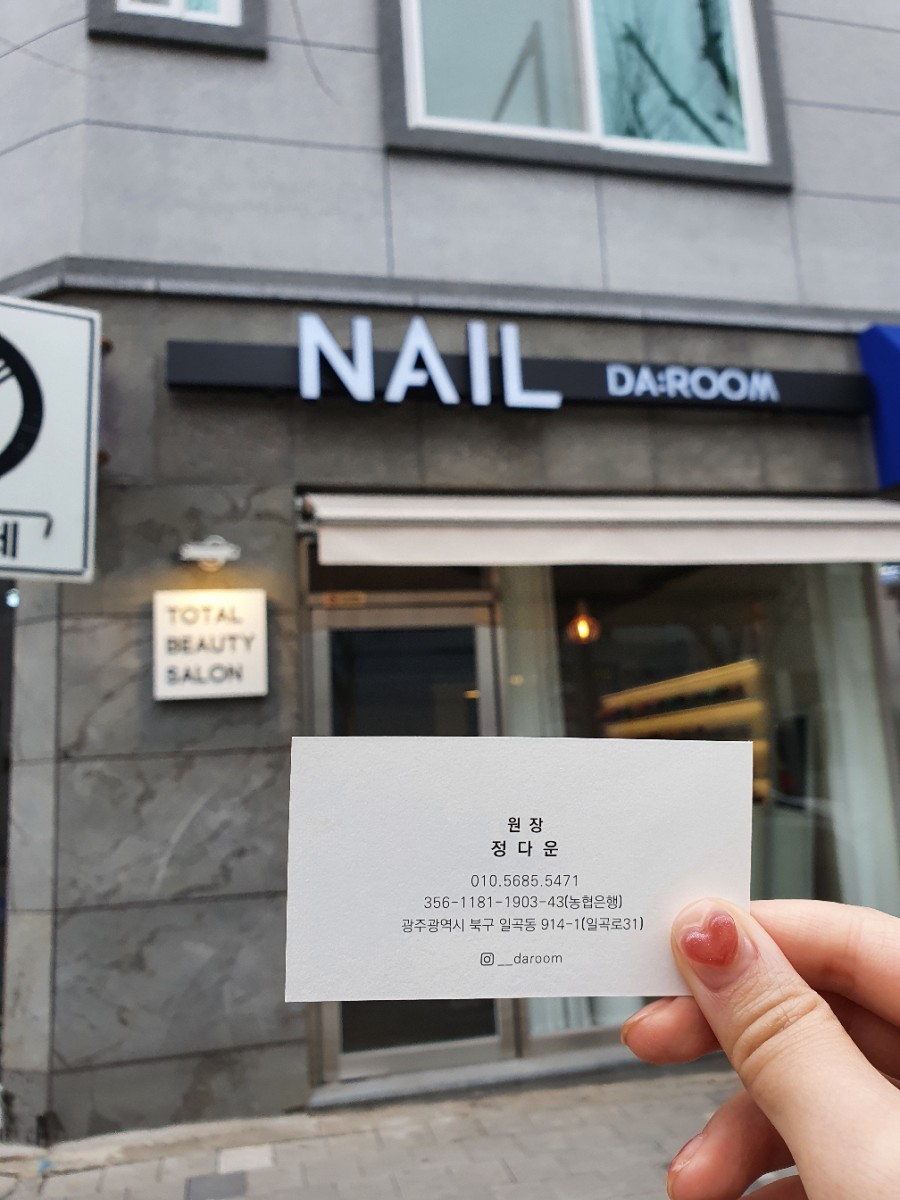 NAIL DA:ROOM
TOTAL
BEAUTY
SALON
원장
정다운
010.5685.5471
356-1181-1903-43(농협은행)
광주광역시 북구 일곡동 914-1(일곡로31)
__daroom